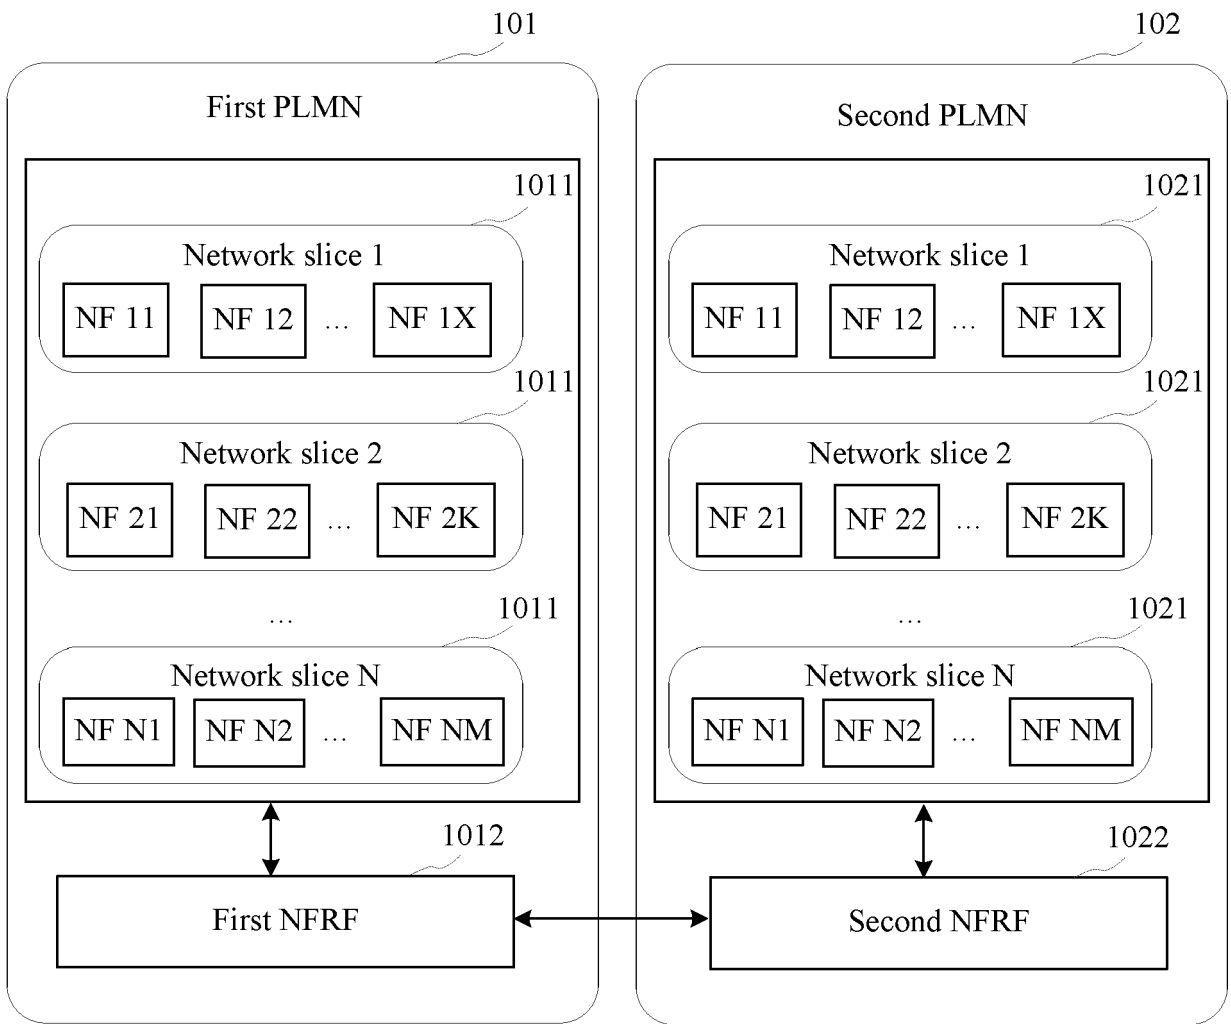 101
102
First PLMN
Second PLMN
1011
1021
Network slice 1
Network slice 1
NF 11 NF 12 ... NF 1X
NF 11 NF 12 ... NF 1X
1011
1021
Network slice 2
Network slice 2
NF 21 NF 22 ... NF 2K
NF 21 NF 22 ... NF 2K
...
...
1011
1021
Network slice N
Network slice N
NF N1 NF N2 ... NF NM
NF N1 NF N2 ... NF NM
1012
1022
First NFRF
Second NFRF